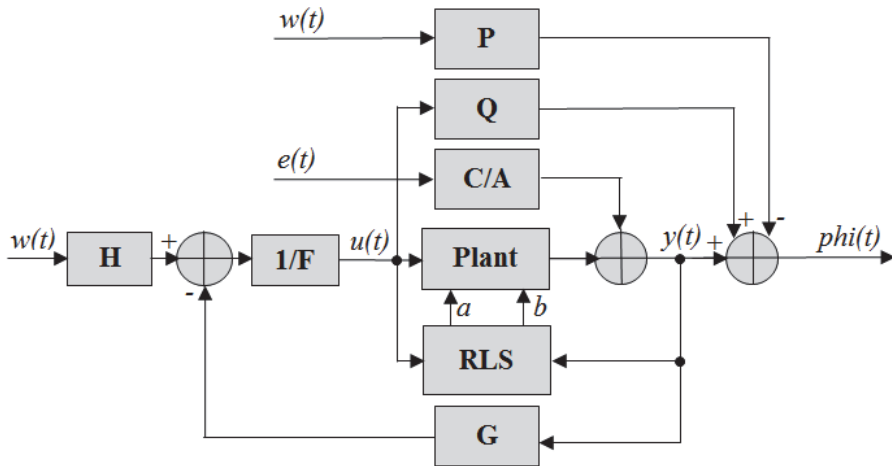 w(t)
P
Q
e(t)
C/A
w(t)
H
+
-
1/F
u(t)
Plant
y(t)
+
+
-
phi(t)
a
b
RLS
G